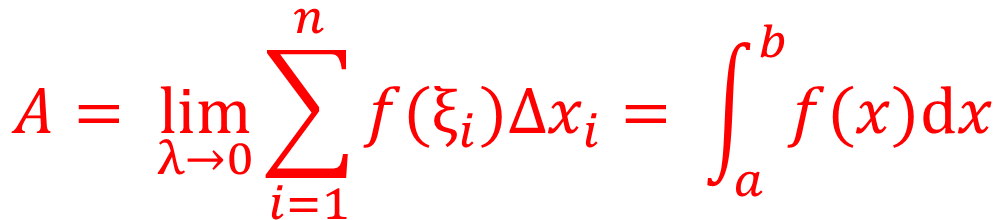 A = lim_{λ→0} ∑_{i=1}^{n} f(ξ_i)Δx_i = ∫_a^b f(x)dx